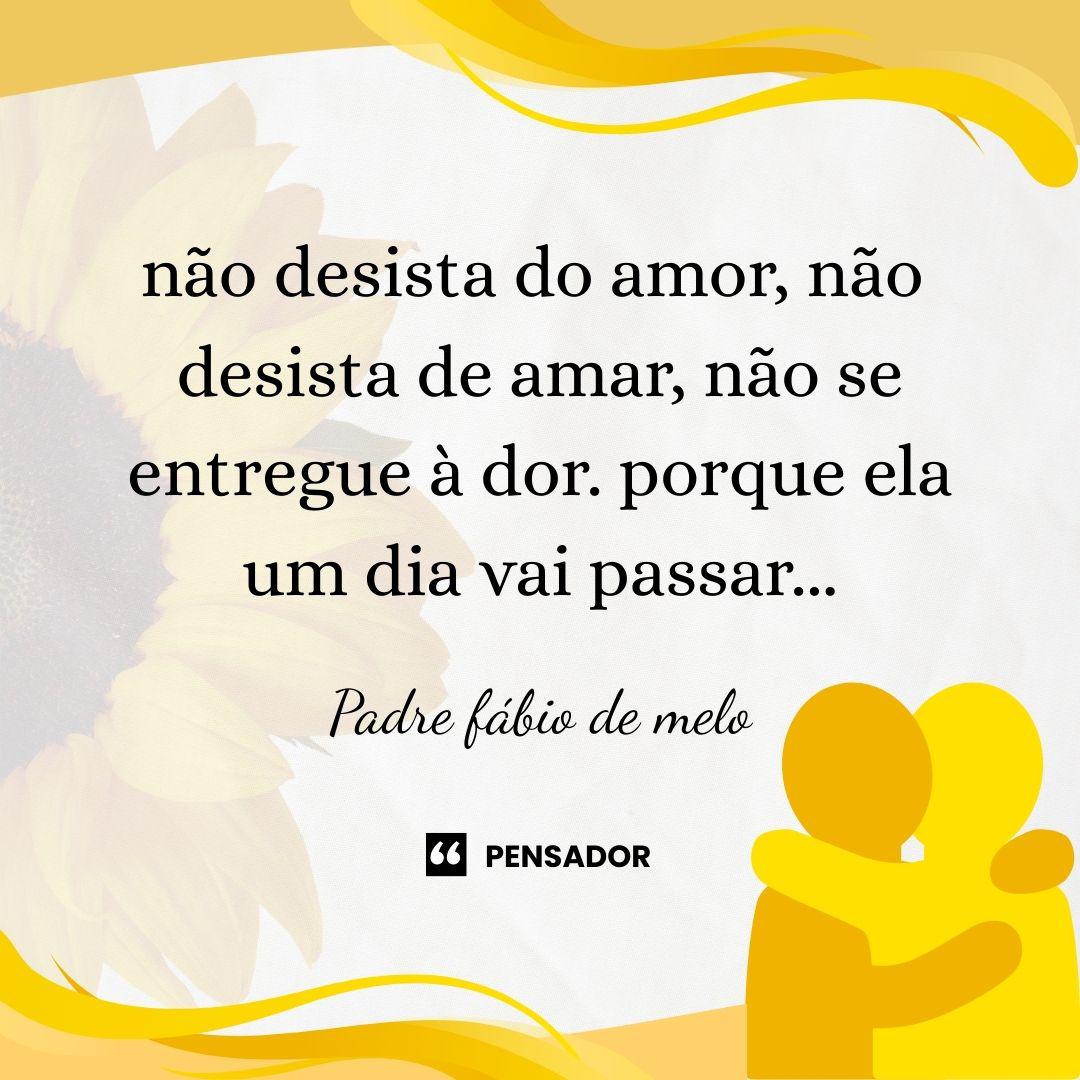 não desista do amor, não
desista de amar, não se
entregue à dor. porque ela
um dia vai passar...
Padre fábio de melo
PENSADOR